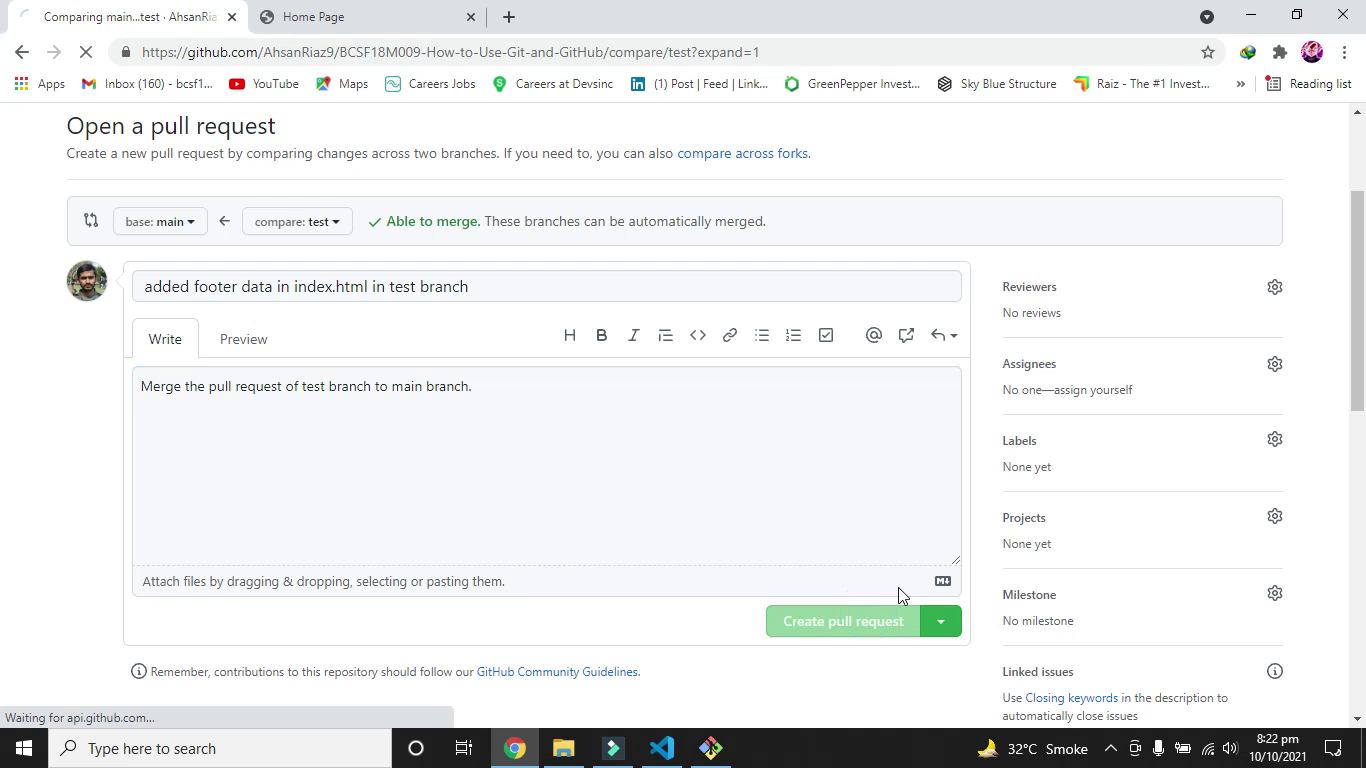 Comparing main...test · AhsanRia
Home Page
https://github.com/AhsanRiaz9/BCSF18M009-How-to-Use-Git-and-GitHub/compare/test?expand=1
Apps
Inbox (160) - bcsf1...
YouTube
Maps
Careers Jobs
Careers at Devsinc
(1) Post | Feed | Link...
GreenPepper Invest...
Sky Blue Structure
Raiz - The #1 Invest...
»
Reading list
Open a pull request
Create a new pull request by comparing changes across two branches. If you need to, you can also compare across forks.
base: main
compare: test
Able to merge. These branches can be automatically merged.
added footer data in index.html in test branch
Write
Preview
Merge the pull request of test branch to main branch.
Attach files by dragging & dropping, selecting or pasting them.
Create pull request
Remember, contributions to this repository should follow our GitHub Community Guidelines.
Reviewers
No reviews
Assignees
No one—assign yourself
Labels
None yet
Projects
None yet
Milestone
No milestone
Linked issues
Use Closing keywords in the description to
automatically close issues
Waiting for api.github.com...
Type here to search
32°C Smoke
8:22 pm
10/10/2021